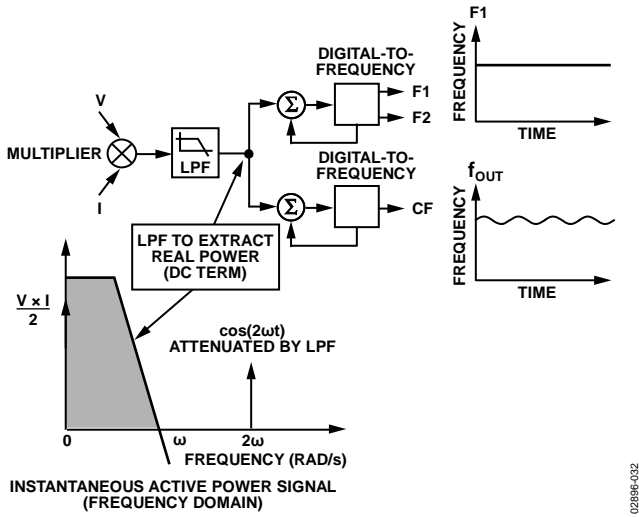 DIGITAL-TO-
FREQUENCY
F1
F2
V
MULTIPLIER
I
LPF
Σ
DIGITAL-TO-
FREQUENCY
Σ
CF
F1
FREQUENCY
TIME
fOUT
FREQUENCY
TIME
LPF TO EXTRACT
REAL POWER
(DC TERM)
V × I
2
cos(2ωt)
ATTENUATED BY LPF
0
ω
2ω
FREQUENCY (RAD/s)
INSTANTANEOUS ACTIVE POWER SIGNAL
(FREQUENCY DOMAIN)
02896-032